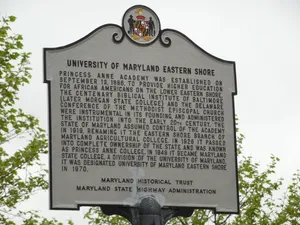 UNIVERSITY OF MARYLAND EASTERN SHORE
PRINCESS ANNE ACADEMY WAS ESTABLISHED ON
SEPTEMBER 13, 1886, TO PROVIDE HIGHER EDUCATION
FOR AFRICAN AMERICANS ON THE LOWER EASTERN SHORE.
THE CENTENARY BIBLICAL INSTITUTE OF BALTIMORE
(LATER MORGAN STATE COLLEGE) AND THE DELAWARE
CONFERENCE OF THE METHODIST EPISCOPAL CHURCH
WERE INSTRUMENTAL IN ITS FOUNDING AND ADMINISTERED
THE INSTITUTION INTO THE EARLY 20TH CENTURY. THE
STATE OF MARYLAND ASSUMED CONTROL OF THE ACADEMY
IN 1919, RENAMING IT THE EASTERN SHORE BRANCH OF
MARYLAND AGRICULTURAL COLLEGE. IN 1926 IT PASSED
INTO COMPLETE OWNERSHIP OF THE STATE AND WAS KNOWN
AS PRINCESS ANNE COLLEGE. IN 1948 IT BECAME MARYLAND
STATE COLLEGE, A DIVISION OF THE UNIVERSITY OF MARYLAND.
IT WAS DESIGNATED UNIVERSITY OF MARYLAND EASTERN SHORE
IN 1970.
MARYLAND HISTORICAL TRUST
MARYLAND STATE HIGHWAY ADMINISTRATION